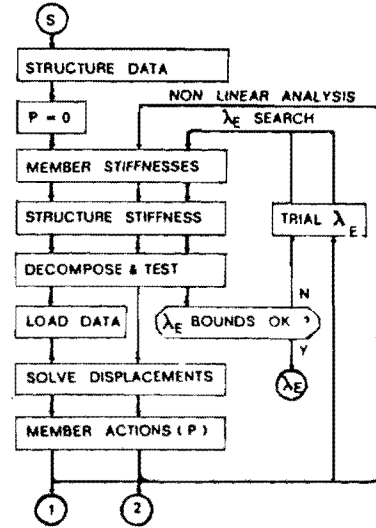 S
STRUCTURE DATA
NON LINEAR ANALYSIS
P = 0
λE SEARCH
MEMBER STIFFNESSES
STRUCTURE STIFFNESS
TRIAL λE
DECOMPOSE & TEST
N
LOAD DATA
λE BOUNDS OK ?
Y
SOLVE DISPLACEMENTS
λE
MEMBER ACTIONS (P)
1
2